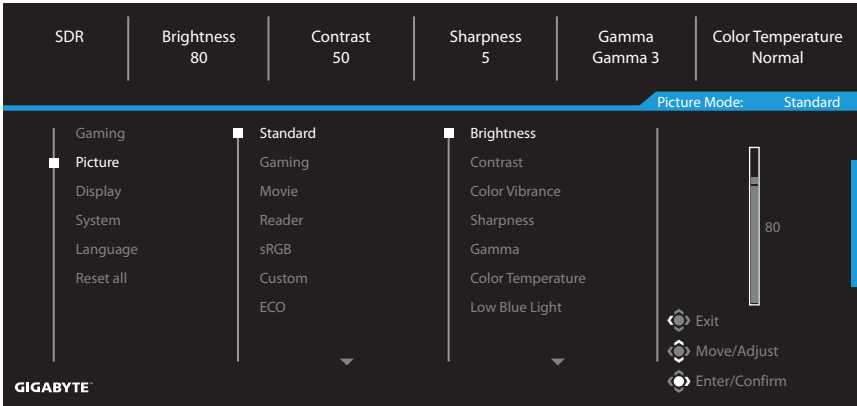 SDR
Brightness
80
Contrast
50
Sharpness
5
Gamma
Gamma 3
Color Temperature
Normal
Picture Mode: Standard
Gaming
Picture
Display
System
Language
Reset all
Standard
Gaming
Movie
Reader
sRGB
Custom
ECO
Brightness
Contrast
Color Vibrance
Sharpness
Gamma
Color Temperature
Low Blue Light
80
Exit
Move/Adjust
Enter/Confirm
GIGABYTE™